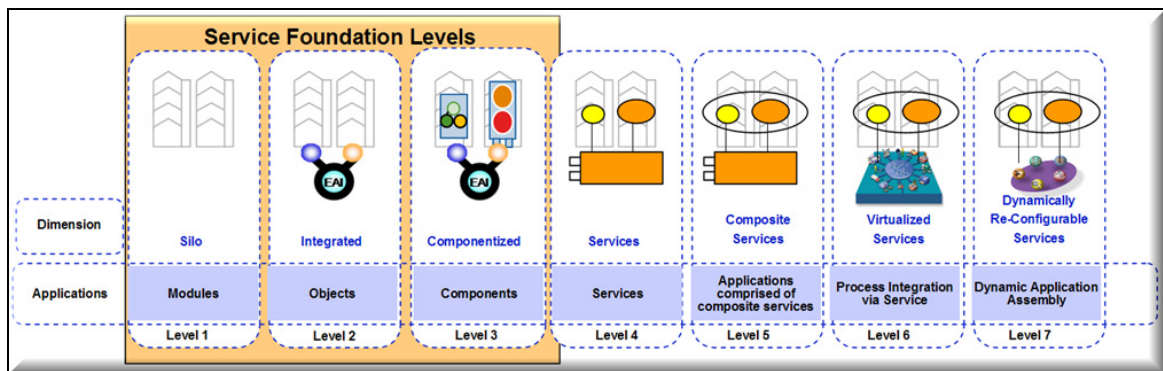 Service Foundation Levels
EAI
EAI
Dimension
Silo
Integrated
Componentized
Services
Composite
Services
Virtualized
Services
Dynamically
Re-Configurable
Services
Applications
Modules
Objects
Components
Services
Applications
comprised of
composite services
Process Integration
via Service
Dynamic Application
Assembly
Level 1
Level 2
Level 3
Level 4
Level 5
Level 6
Level 7